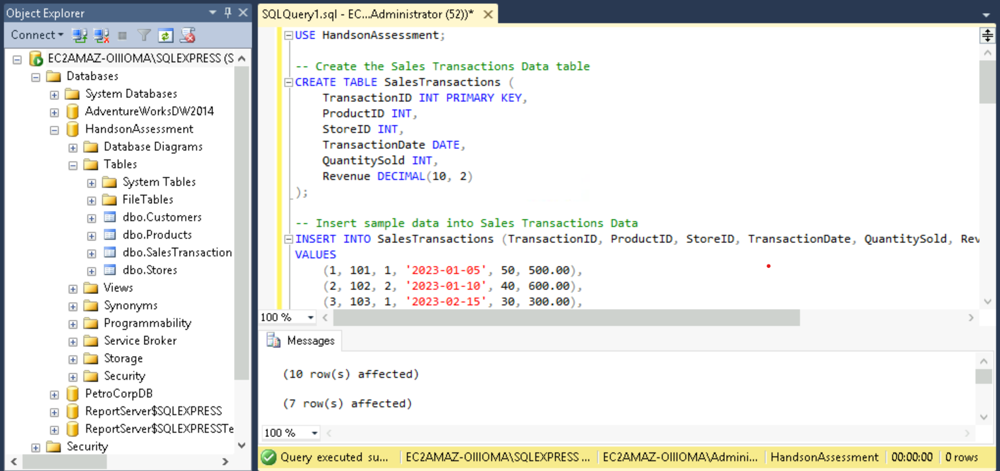 Object Explorer
Connect
EC2AMAZ-OIIIOMA\SQLEXPRESS (S
Databases
System Databases
AdventureWorksDW2014
HandsonAssessment
Database Diagrams
Tables
System Tables
FileTables
dbo.Customers
dbo.Products
dbo.SalesTransaction
dbo.Stores
Views
Synonyms
Programmability
Service Broker
Storage
Security
PetroCorpDB
ReportServer$SQLEXPRESS
ReportServer$SQLEXPRESSTe
Security
SQLQuery1.sql - EC...Administrator (52))*
USE HandsonAssessment;
-- Create the Sales Transactions Data table
CREATE TABLE SalesTransactions (
TransactionID INT PRIMARY KEY,
ProductID INT,
StoreID INT,
TransactionDate DATE,
QuantitySold INT,
Revenue DECIMAL(10, 2)
);
-- Insert sample data into Sales Transactions Data
INSERT INTO SalesTransactions (TransactionID, ProductID, StoreID, TransactionDate, QuantitySold, Rev
VALUES
(1, 101, 1, '2023-01-05', 50, 500.00),
(2, 102, 2, '2023-01-10', 40, 600.00),
(3, 103, 1, '2023-02-15', 30, 300.00),
100 %
Messages
(10 row(s) affected)
(7 row(s) affected)
100 %
Query executed su... EC2AMAZ-OIIIOMA\SQLEXPRESS ... EC2AMAZ-OIIIOMA\Admini... HandsonAssessment 00:00:00 0 rows